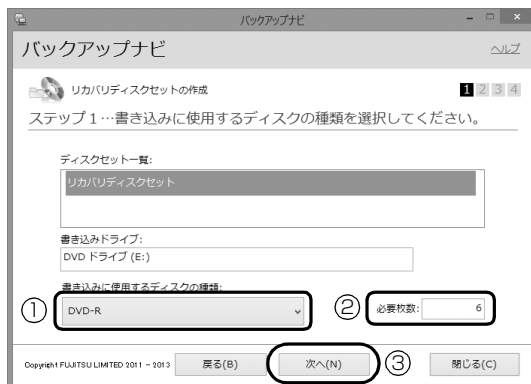 バックアップナビ
バックアップナビ
ヘルプ
リカバリディスクセットの作成
1 2 3 4
ステップ1…書き込みに使用するディスクの種類を選択してください。
ディスクセット一覧:
リカバリディスクセット
書き込みドライブ:
DVD ドライブ (E:)
書き込みに使用するディスクの種類:
① DVD-R
② 必要枚数: 6
Copyright FUJITSU LIMITED 2011 - 2013 戻る(B) 次へ(N) ③ 閉じる(C)